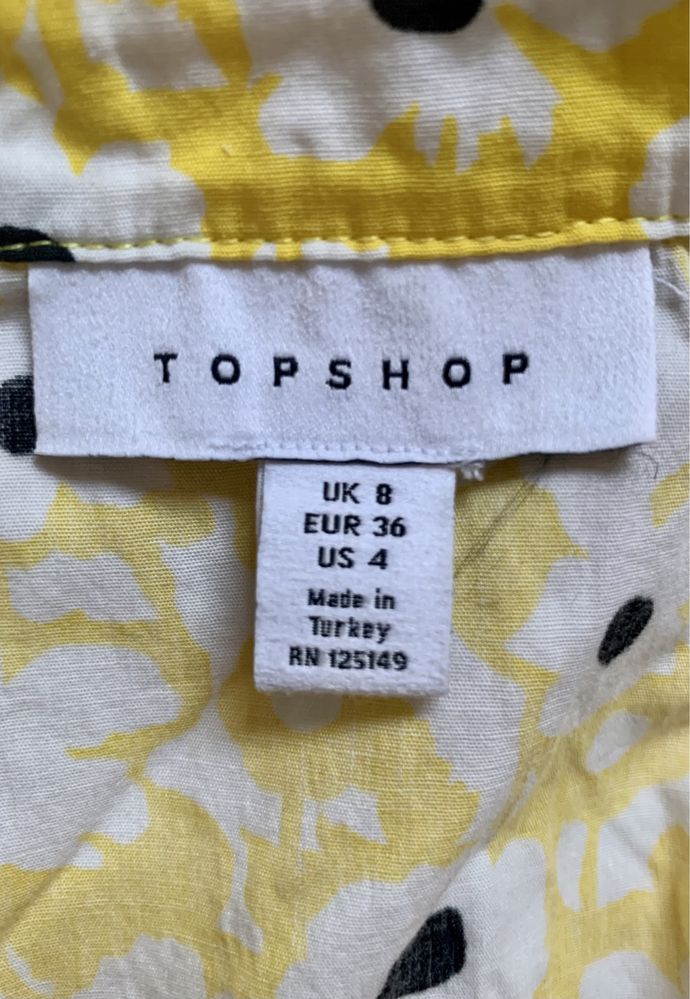 TOPSHOP
UK 8
EUR 36
US 4
Made in
Turkey
RN 125149